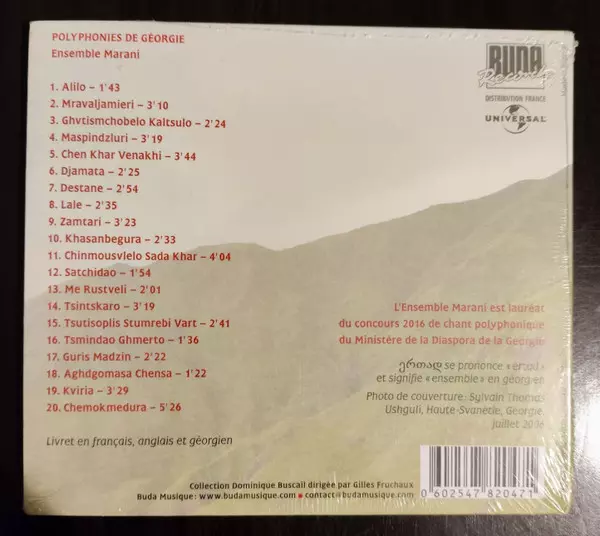 POLYPHONIES DE GÉORGIE
Ensemble Marani
1. Alilo – 1'43
2. Mravaljamieri – 3'10
3. Ghvtismchobelo Kaltsulo – 2'24
4. Maspindzluri – 3'19
5. Chen Khar Venakhi – 3'44
6. Djamata – 2'25
7. Destane – 2'54
8. Lale – 2'35
9. Zamtari – 3'23
10. Khasanbegura – 2'33
11. Chinmousvlelo Sada Khar – 4'04
12. Satchidao – 1'54
13. Me Rustveli – 2'01
14. Tsintskaro – 3'19
15. Tsutisoplis Stumrebi Vart – 2'41
16. Tsmindao Ghmerto – 1'36
17. Guris Madzin – 2'22
18. Aghdgomasa Chensa – 1'22
19. Kviria – 3'29
20. Chemokmedura – 5'26
Livret en français, anglais et géorgien
BUDA
Records
DISTRIBUTION FRANCE
UNIVERSAL
L'Ensemble Marani est lauréat
du concours 2016 de chant polyphonique
du Ministère de la Diaspora de la Géorgie
ერთად se prononce « ertad »
et signifie « ensemble » en géorgien
Photo de couverture : Sylvain Thomas
Ushguli, Haute-Svanétie, Géorgie,
juillet 2006
Collection Dominique Buscail dirigée par Gilles Fruchaux
Buda Musique : www.budamusique.com • contact@budamusique.com
0 602547 820471